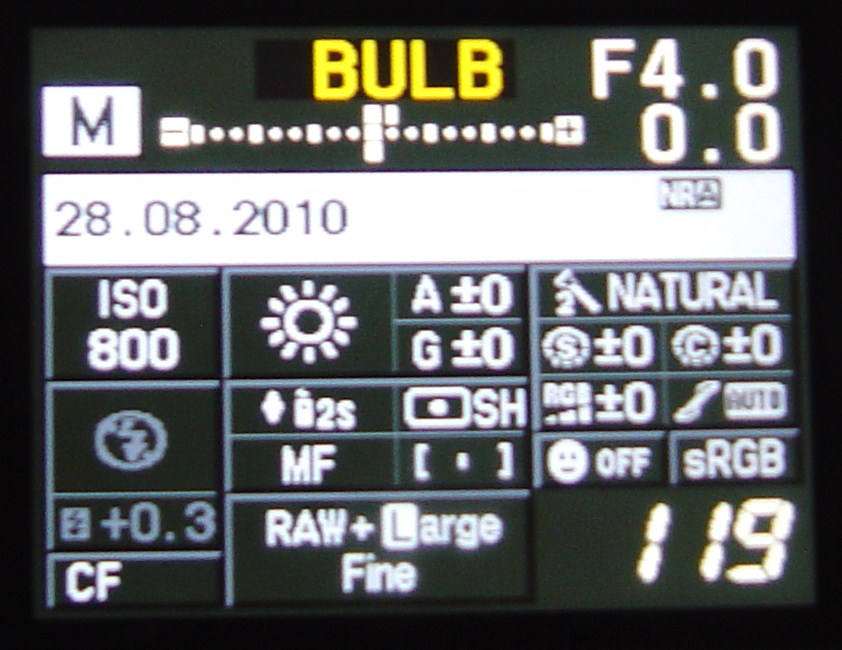 BULB F4.0
M 0.0
28.08.2010 NR
ISO 800
A ±0
G ±0
2 NATURAL
S ±0 C ±0
2s SH
RGB ±0 AUTO
MF [ ▪ ]
OFF sRGB
+0.3
RAW+Large
Fine
CF
119